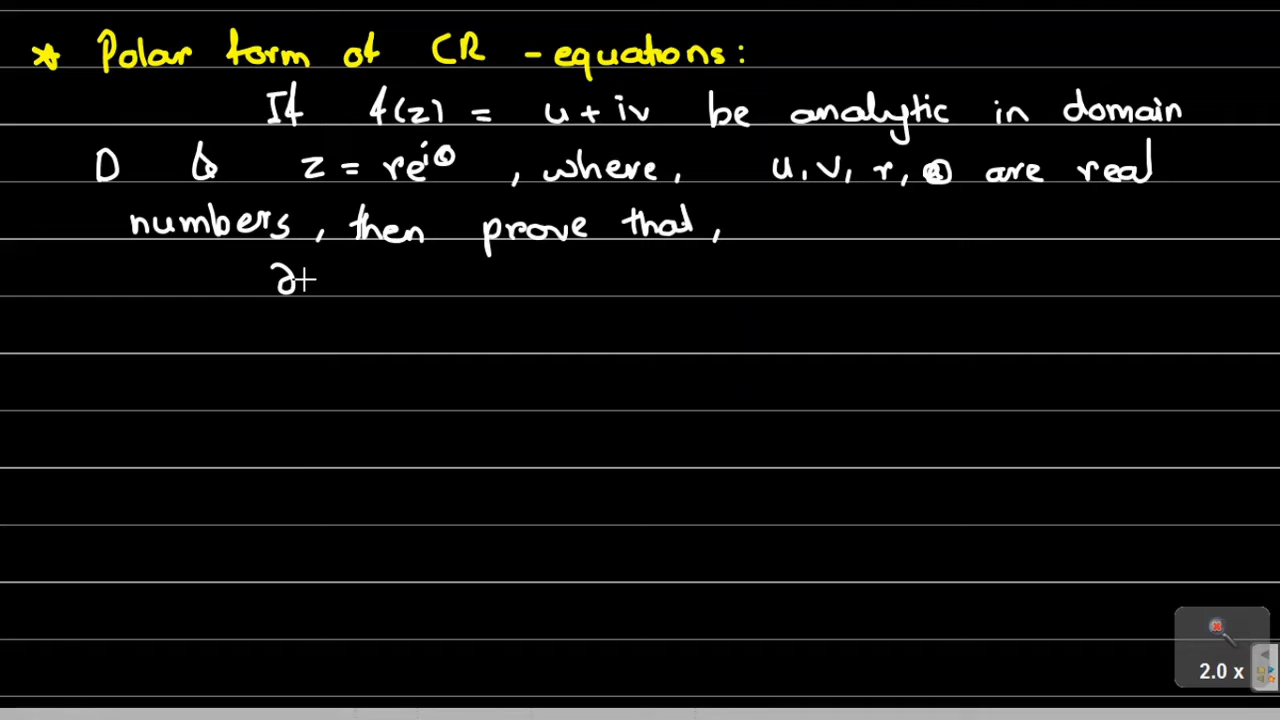 * Polar form of CR - equations:
If f(z) = u + iv be analytic in domain
D & z = re^{iθ}, where, u, v, r, θ are real
numbers, then prove that,
∂
2.0 x